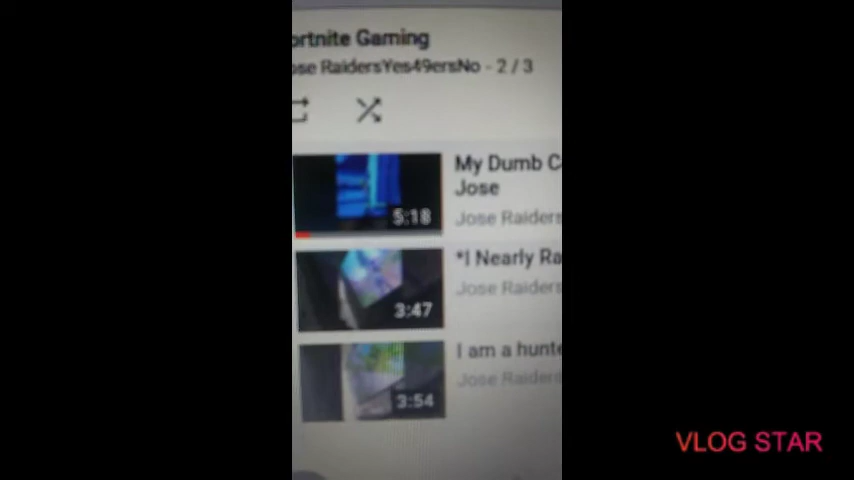 ortnite Gaming
ose RaidersYes49ersNo - 2 / 3
My Dumb C
Jose
5:18
Jose Raiders
*I Nearly Ra
3:47
Jose Raiders
I am a hunte
3:54
Jose Raiders
VLOG STAR